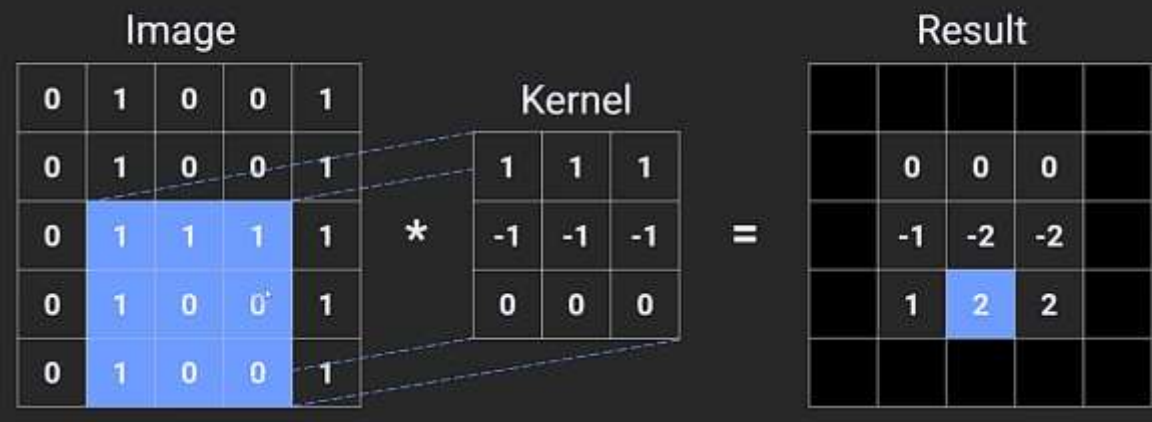 Image
Kernel
Result
0 1 0 0 1
0 1 0 0 1
0 1 1 1 1
0 1 0 0 1
0 1 0 0 1
*
1 1 1
-1 -1 -1
0 0 0
=
0 0 0
-1 -2 -2
1 2 2